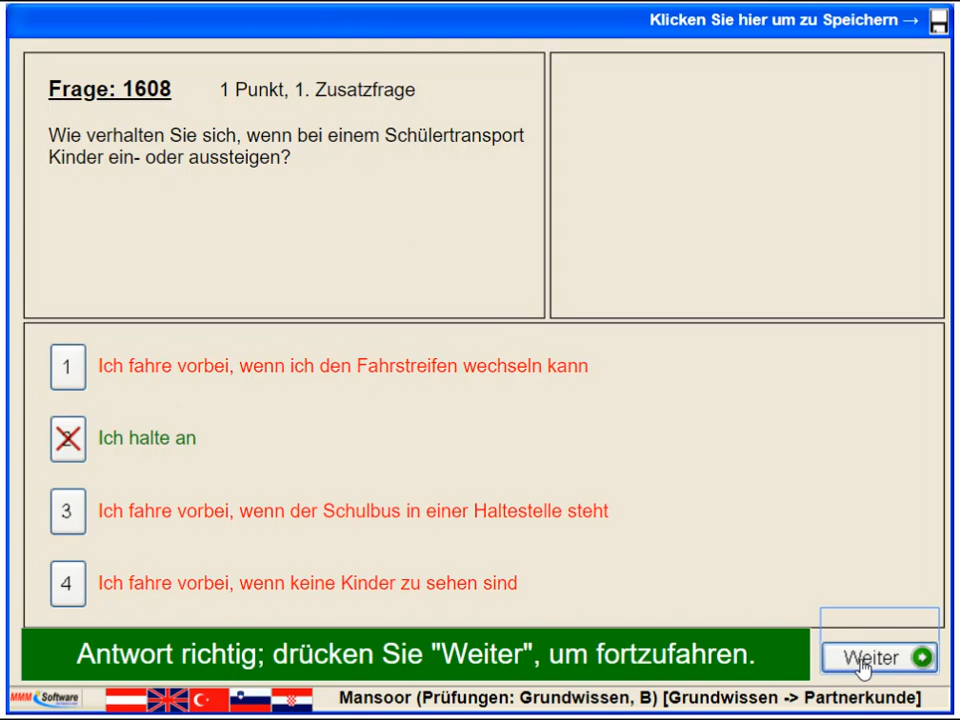 Klicken Sie hier um zu Speichern →
Frage: 1608 1 Punkt, 1. Zusatzfrage
Wie verhalten Sie sich, wenn bei einem Schülertransport
Kinder ein- oder aussteigen?
1 Ich fahre vorbei, wenn ich den Fahrstreifen wechseln kann
2 Ich halte an
3 Ich fahre vorbei, wenn der Schulbus in einer Haltestelle steht
4 Ich fahre vorbei, wenn keine Kinder zu sehen sind
Antwort richtig; drücken Sie "Weiter", um fortzufahren.
Weiter
MMM Software Mansoor (Prüfungen: Grundwissen, B) [Grundwissen -> Partnerkunde]